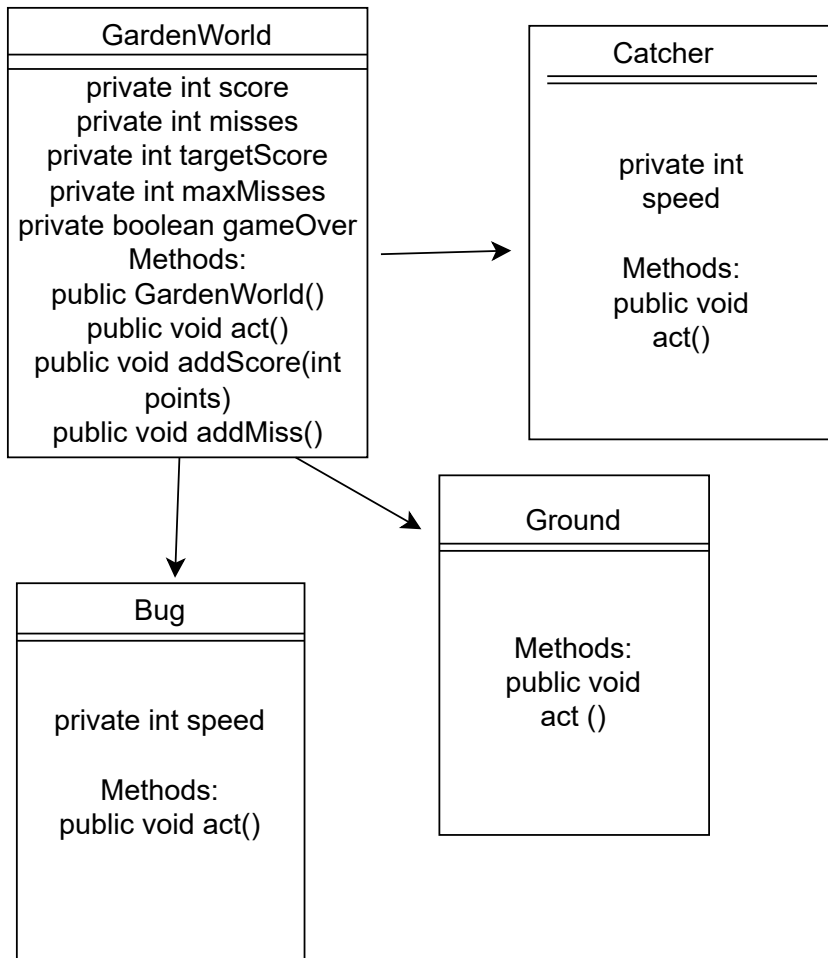 GardenWorld
private int score
private int misses
private int targetScore
private int maxMisses
private boolean gameOver
Methods:
public GardenWorld()
public void act()
public void addScore(int
points)
public void addMiss()
Catcher
private int
speed
Methods:
public void
act()
Ground
Methods:
public void
act ()
Bug
private int speed
Methods:
public void act()